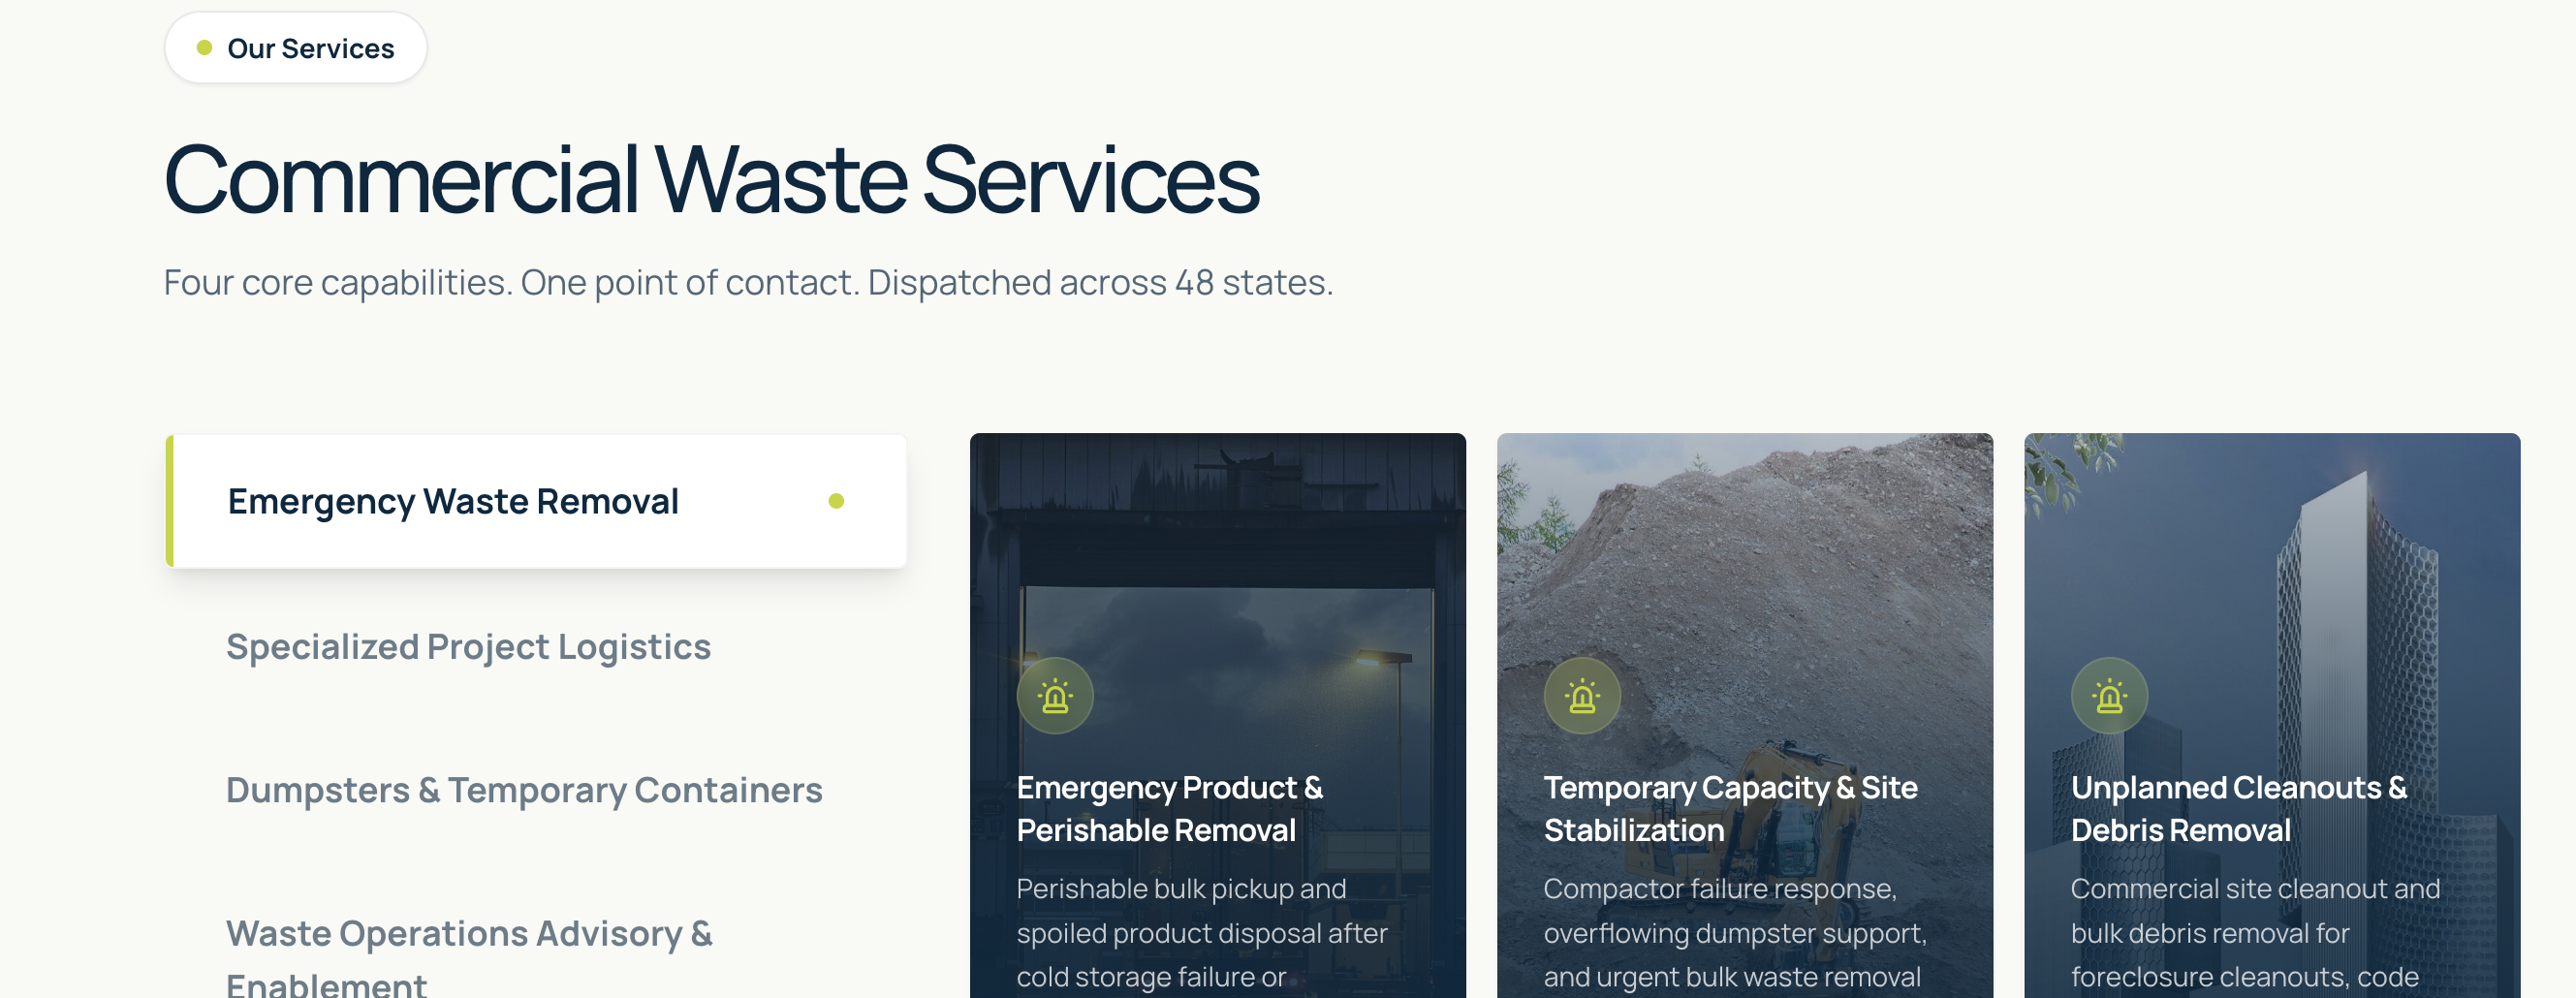 Our Services
Commercial Waste Services
Four core capabilities. One point of contact. Dispatched across 48 states.
Emergency Waste Removal
Specialized Project Logistics
Dumpsters & Temporary Containers
Waste Operations Advisory &
Enablement
Emergency Product &
Perishable Removal
Perishable bulk pickup and
spoiled product disposal after
cold storage failure or
Temporary Capacity & Site
Stabilization
Compactor failure response,
overflowing dumpster support,
and urgent bulk waste removal
Unplanned Cleanouts &
Debris Removal
Commercial site cleanout and
bulk debris removal for
foreclosure cleanouts, code